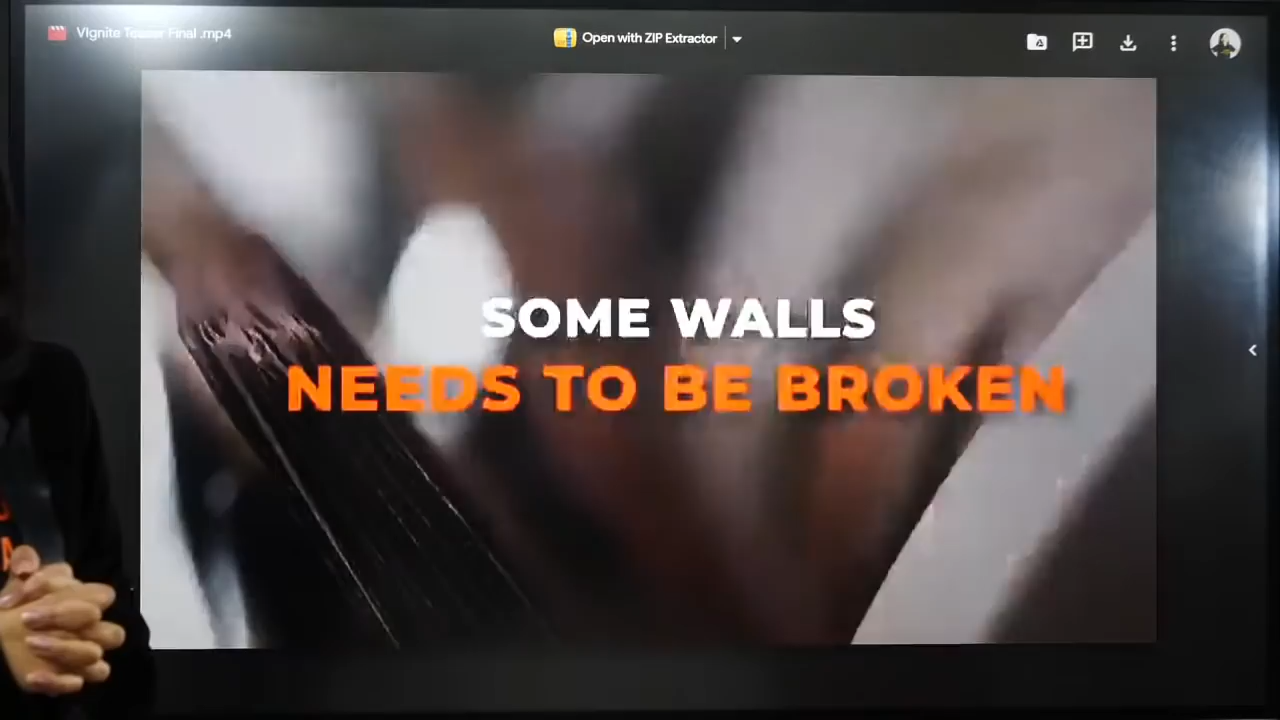 VIgnite Teaser Final .mp4
Open with ZIP Extractor
SOME WALLS
NEEDS TO BE BROKEN